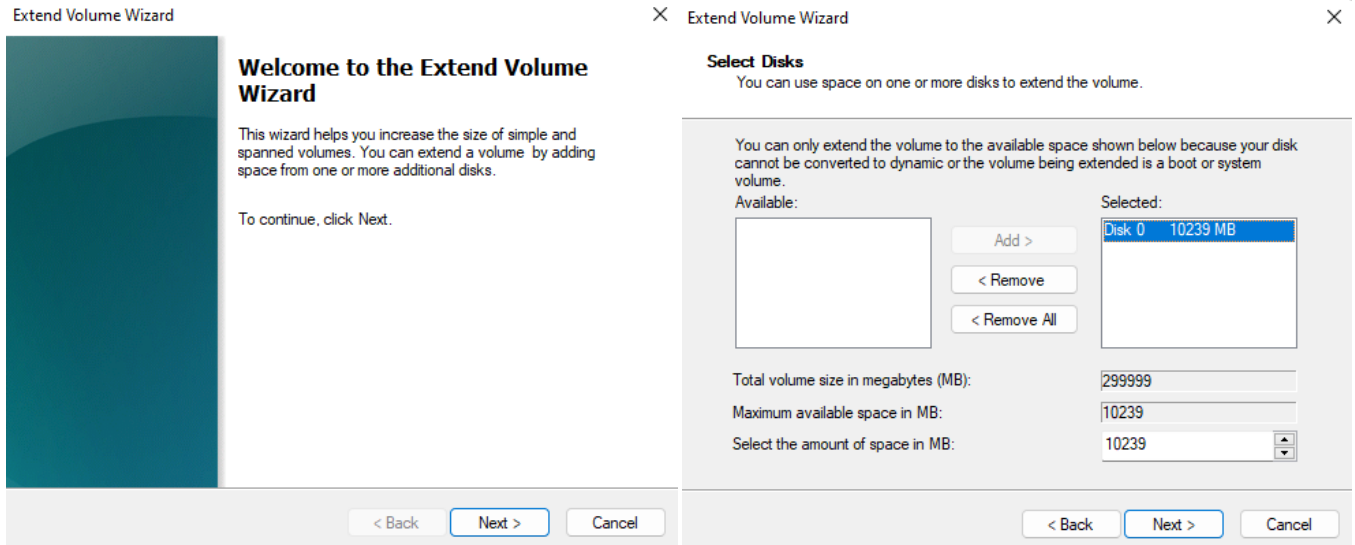 Extend Volume Wizard
Welcome to the Extend Volume
Wizard
This wizard helps you increase the size of simple and
spanned volumes. You can extend a volume by adding
space from one or more additional disks.
To continue, click Next.
< Back
Next >
Cancel
Extend Volume Wizard
Select Disks
You can use space on one or more disks to extend the volume.
You can only extend the volume to the available space shown below because your disk
cannot be converted to dynamic or the volume being extended is a boot or system
volume.
Available:
Selected:
Disk 0 10239 MB
Add >
< Remove
< Remove All
Total volume size in megabytes (MB):
299999
Maximum available space in MB:
10239
Select the amount of space in MB:
10239
< Back
Next >
Cancel